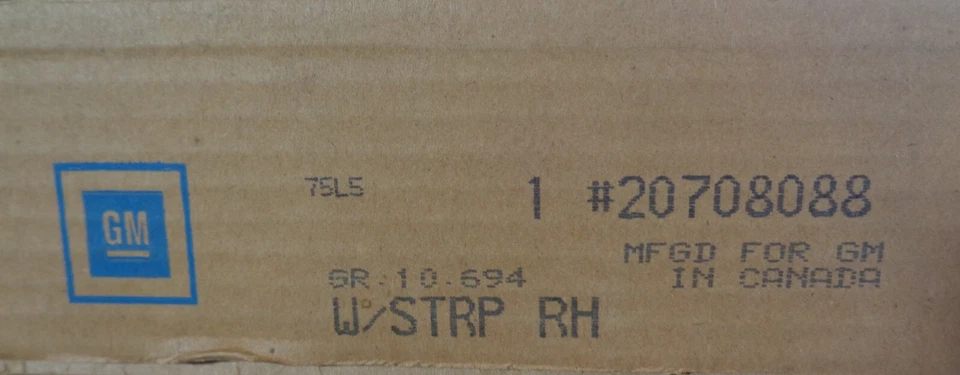 GM
75L5
1 #20708088
MFGD FOR GM
IN CANADA
GR.10.694
W/STRP RH